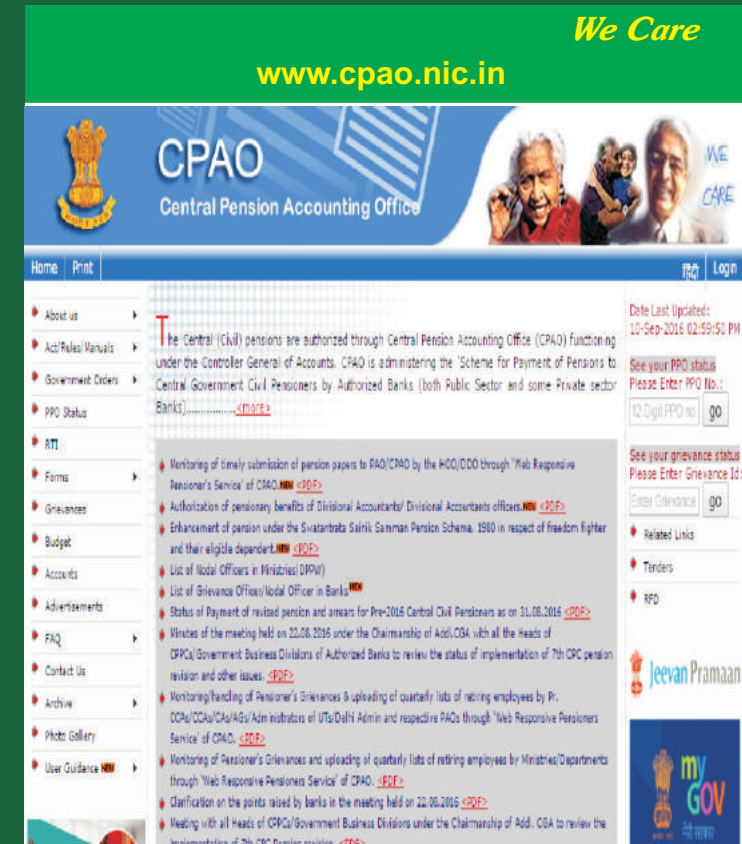 We Care
www.cpao.nic.in
CPAO
Central Pension Accounting Office
WE
CARE
Home Print हिंदी Login
About us
Act/Rules/Manuals
Government Orders
PPO Status
RTI
Forms
Grievances
Budget
Accounts
Advertisements
FAQ
Contact Us
Archive
Photo Gallery
User Guidance NEW
The Central (Civil) pensions are authorized through Central Pension Accounting Office (CPAO) functioning
under the Controller General of Accounts. CPAO is administering the 'Scheme for Payment of Pensions to
Central Government Civil Pensioners by Authorized Banks (both Public Sector and some Private sector
Banks)................<more>
Monitoring of timely submission of pension papers to PAO/CPAO by the HOO/DDO through 'Web Responsive
Pensioner's Service' of CPAO.NEW <PDF>
Authorization of pensionary benefits of Divisional Accountants/ Divisional Accountants officers.NEW <PDF>
Enhancement of pension under the Swatantrata Sainik Samman Pension Scheme, 1980 in respect of freedom fighter
and their eligible dependent.NEW <PDF>
List of Nodal Officers in Ministries(DPPW)
List of Grievance Officer/Nodal Officer in Banks NEW
Status of Payment of revised pension and arrears for Pre-2016 Central Civil Pensioners as on 31.08.2016 <PDF>
Minutes of the meeting held on 22.08.2016 under the Chairmanship of Addl.CGA with all the Heads of
CPPCs/Government Business Divisions of Authorized Banks to review the status of implementation of 7th CPC pension
revision and other issues. <PDF>
Monitoring/handling of Pensioner's Grievances & uploading of quarterly lists of retiring employees by Pr.
CCAs/CCAs/CAs/AGs/Administrators of UTs/Delhi Admin and respective PAOs through 'Web Responsive Pensioners
Service' of CPAO. <PDF>
Monitoring of Pensioner's Grievances and uploading of quarterly lists of retiring employees by Ministries/Departments
through 'Web Responsive Pensioners Service' of CPAO. <PDF>
Clarification on the points raised by banks in the meeting held on 22.08.2016 <PDF>
Meeting with all Heads of CPPCs/Government Business Divisions under the Chairmanship of Addl. CGA to review the
implementation of 7th CPC Pension revision. <PDF>
Date Last Updated:
10-Sep-2016 02:59:50 PM
See your PPO status
Please Enter PPO No.:
12 Digit PPO no. go
See your grievance status
Please Enter Grievance Id:
Enter Grievance go
Related Links
Tenders
RFD
Jeevan Pramaan
my
GOV
मेरी सरकार